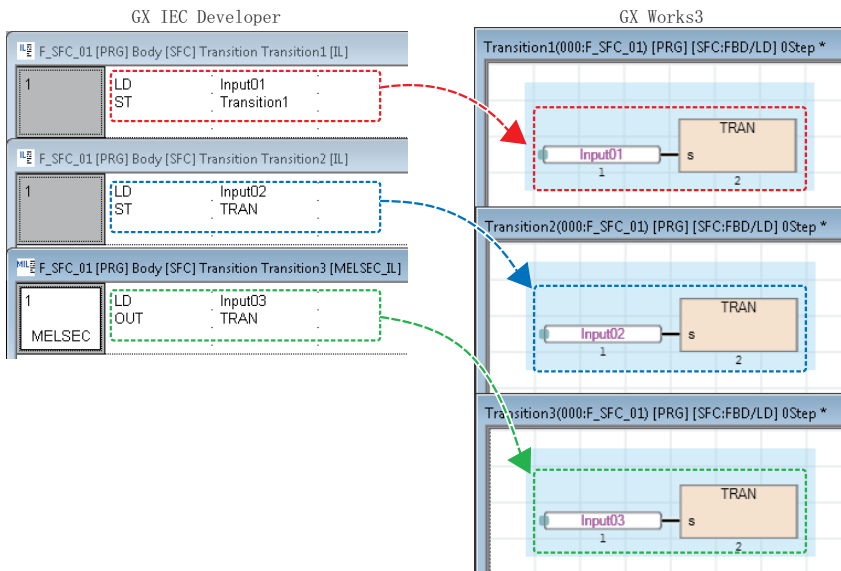 GX IEC Developer
F_SFC_01 [PRG] Body [SFC] Transition Transition1 [IL]
1
LD Input01
ST Transition1
F_SFC_01 [PRG] Body [SFC] Transition Transition2 [IL]
1
LD Input02
ST TRAN
F_SFC_01 [PRG] Body [SFC] Transition Transition3 [MELSEC_IL]
1
MELSEC
LD Input03
OUT TRAN
GX Works3
Transition1(000:F_SFC_01) [PRG] [SFC:FBD/LD] 0Step *
TRAN
Input01
s
1
2
Transition2(000:F_SFC_01) [PRG] [SFC:FBD/LD] 0Step *
TRAN
Input02
s
1
2
Transition3(000:F_SFC_01) [PRG] [SFC:FBD/LD] 0Step *
TRAN
Input03
s
1
2